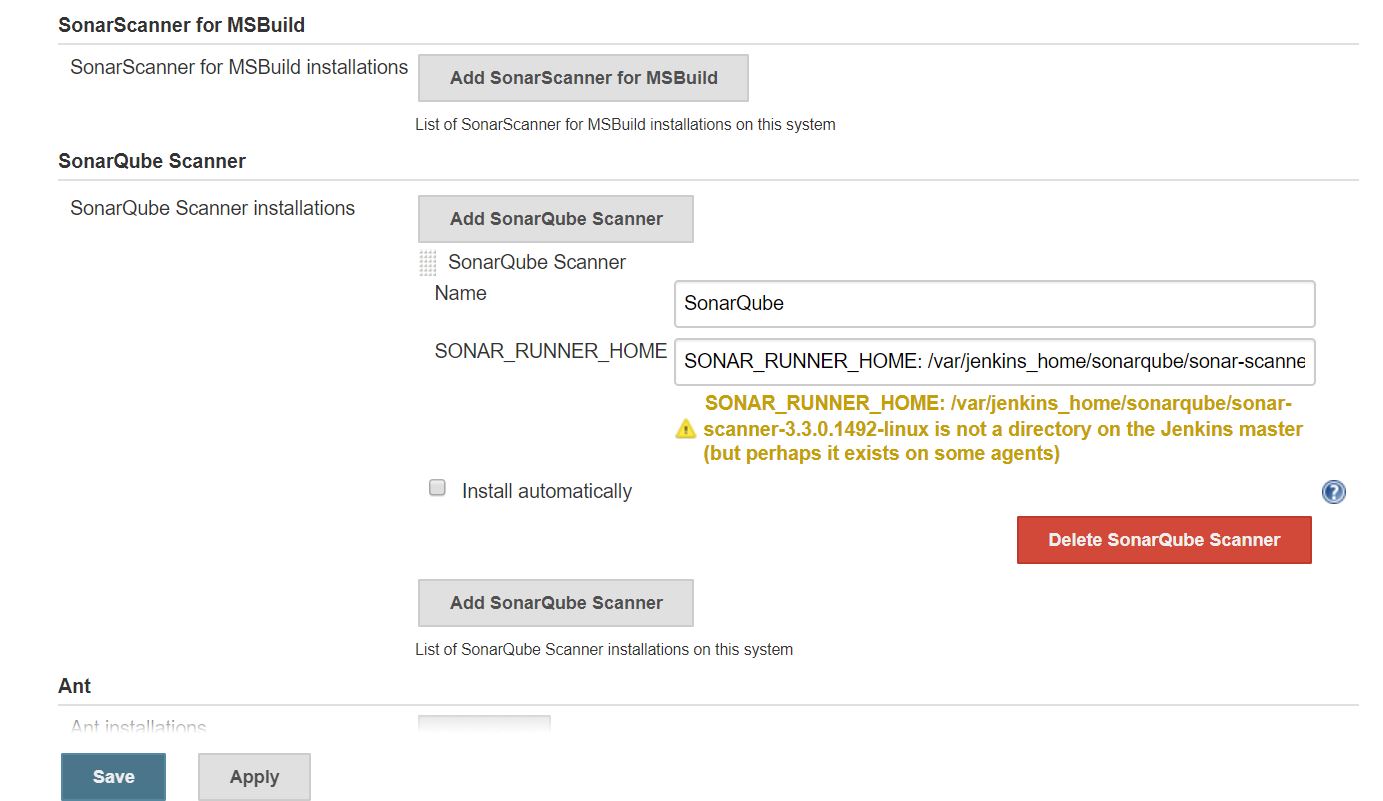 SonarScanner for MSBuild
SonarScanner for MSBuild installations
Add SonarScanner for MSBuild
List of SonarScanner for MSBuild installations on this system
SonarQube Scanner
SonarQube Scanner installations
Add SonarQube Scanner
SonarQube Scanner
Name
SonarQube
SONAR_RUNNER_HOME
SONAR_RUNNER_HOME: /var/jenkins_home/sonarqube/sonar-scanne
SONAR_RUNNER_HOME: /var/jenkins_home/sonarqube/sonar-
scanner-3.3.0.1492-linux is not a directory on the Jenkins master
(but perhaps it exists on some agents)
Install automatically
?
Delete SonarQube Scanner
Add SonarQube Scanner
List of SonarQube Scanner installations on this system
Ant
Ant installations
Save
Apply